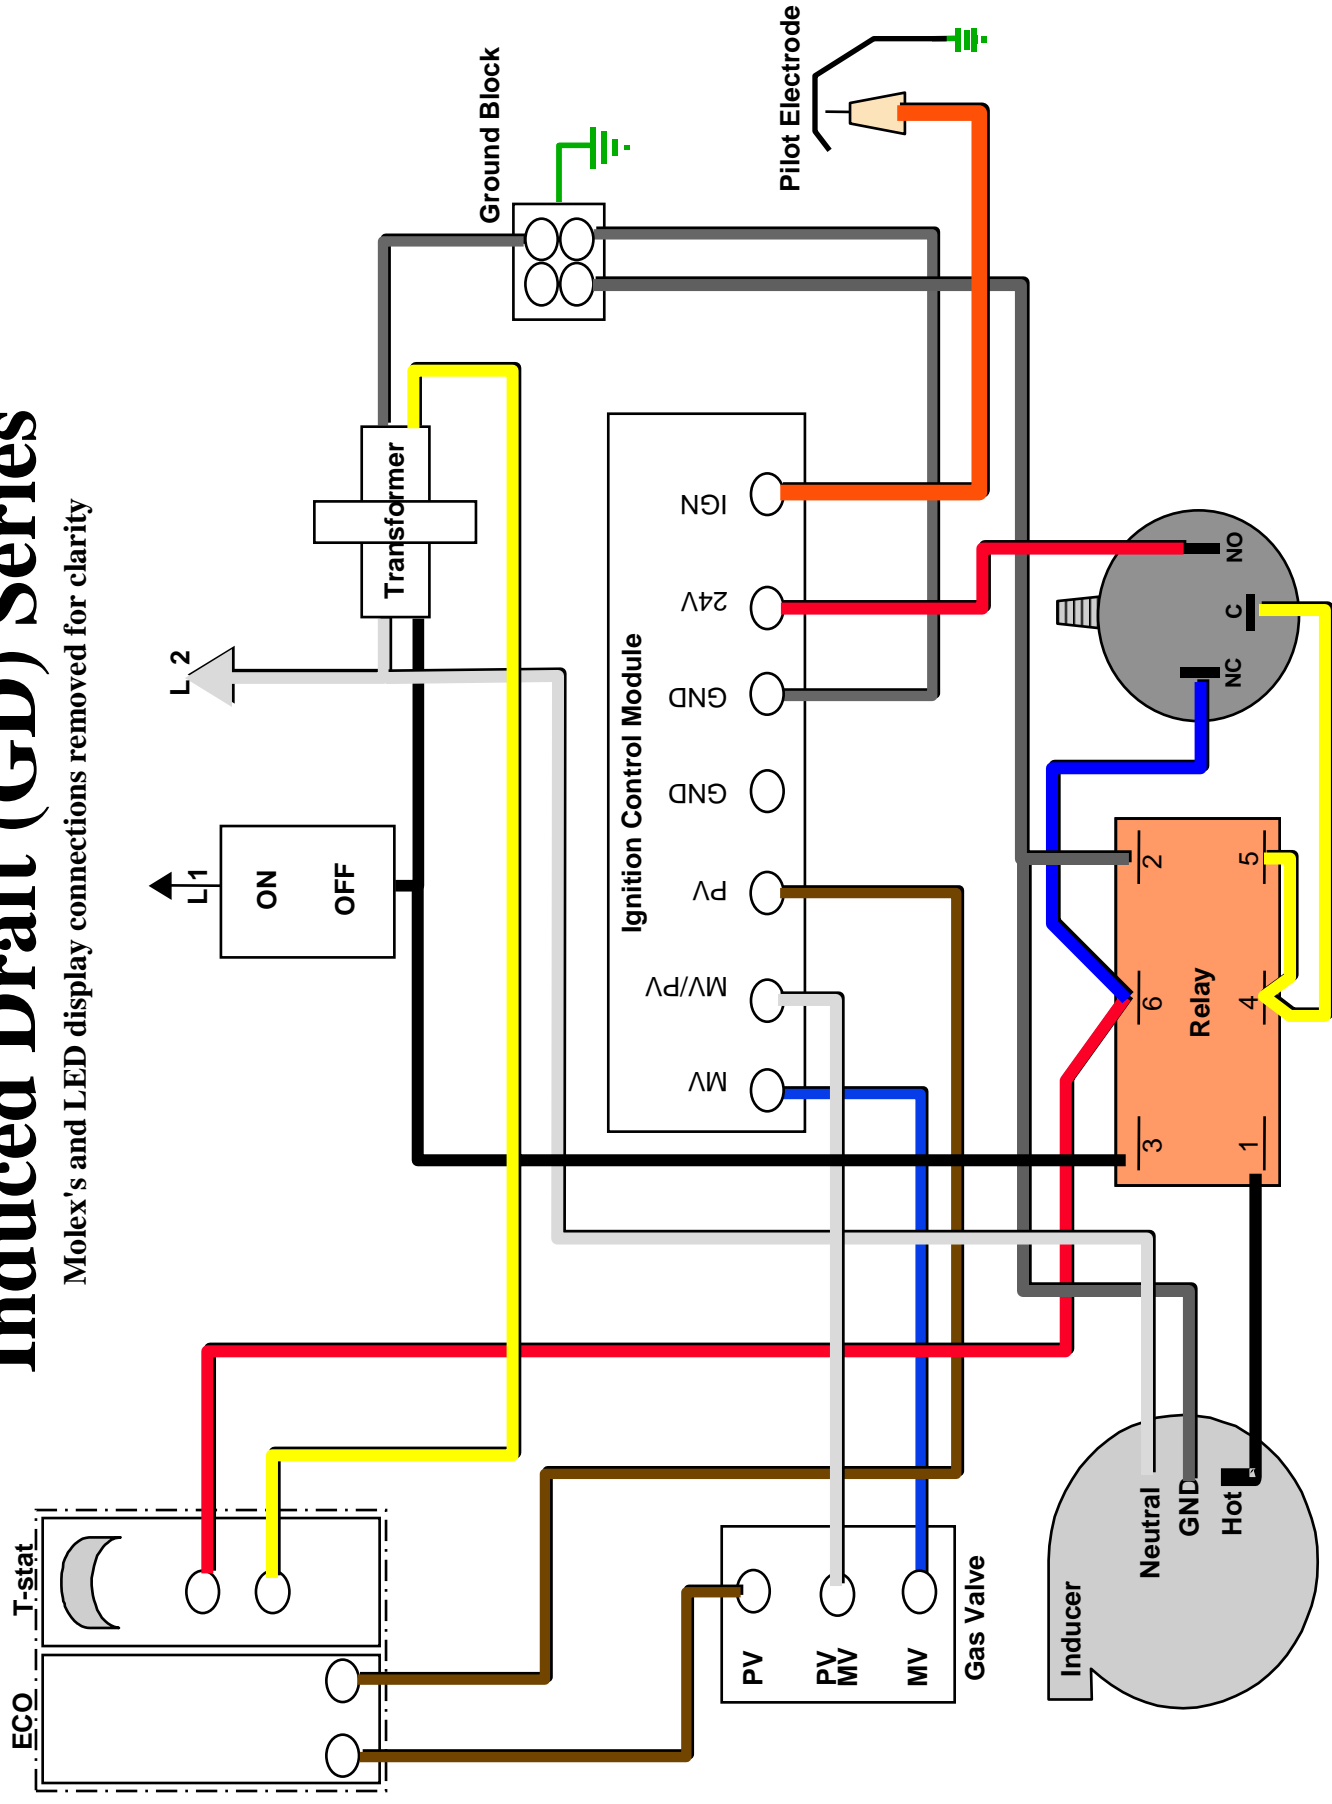 Induced Draft (GD) Series
Molex's and LED display connections removed for clarity
ECO
T-stat
L1
ON
OFF
L2
Transformer
Ground Block
Pilot Electrode
Ignition Control Module
MV
MV/PV
PV
GND
GND
24V
IGN
PV
PV
MV
MV
Gas Valve
Inducer
Neutral
GND
Hot
Relay
3
6
2
1
4
5
NC
C
NO